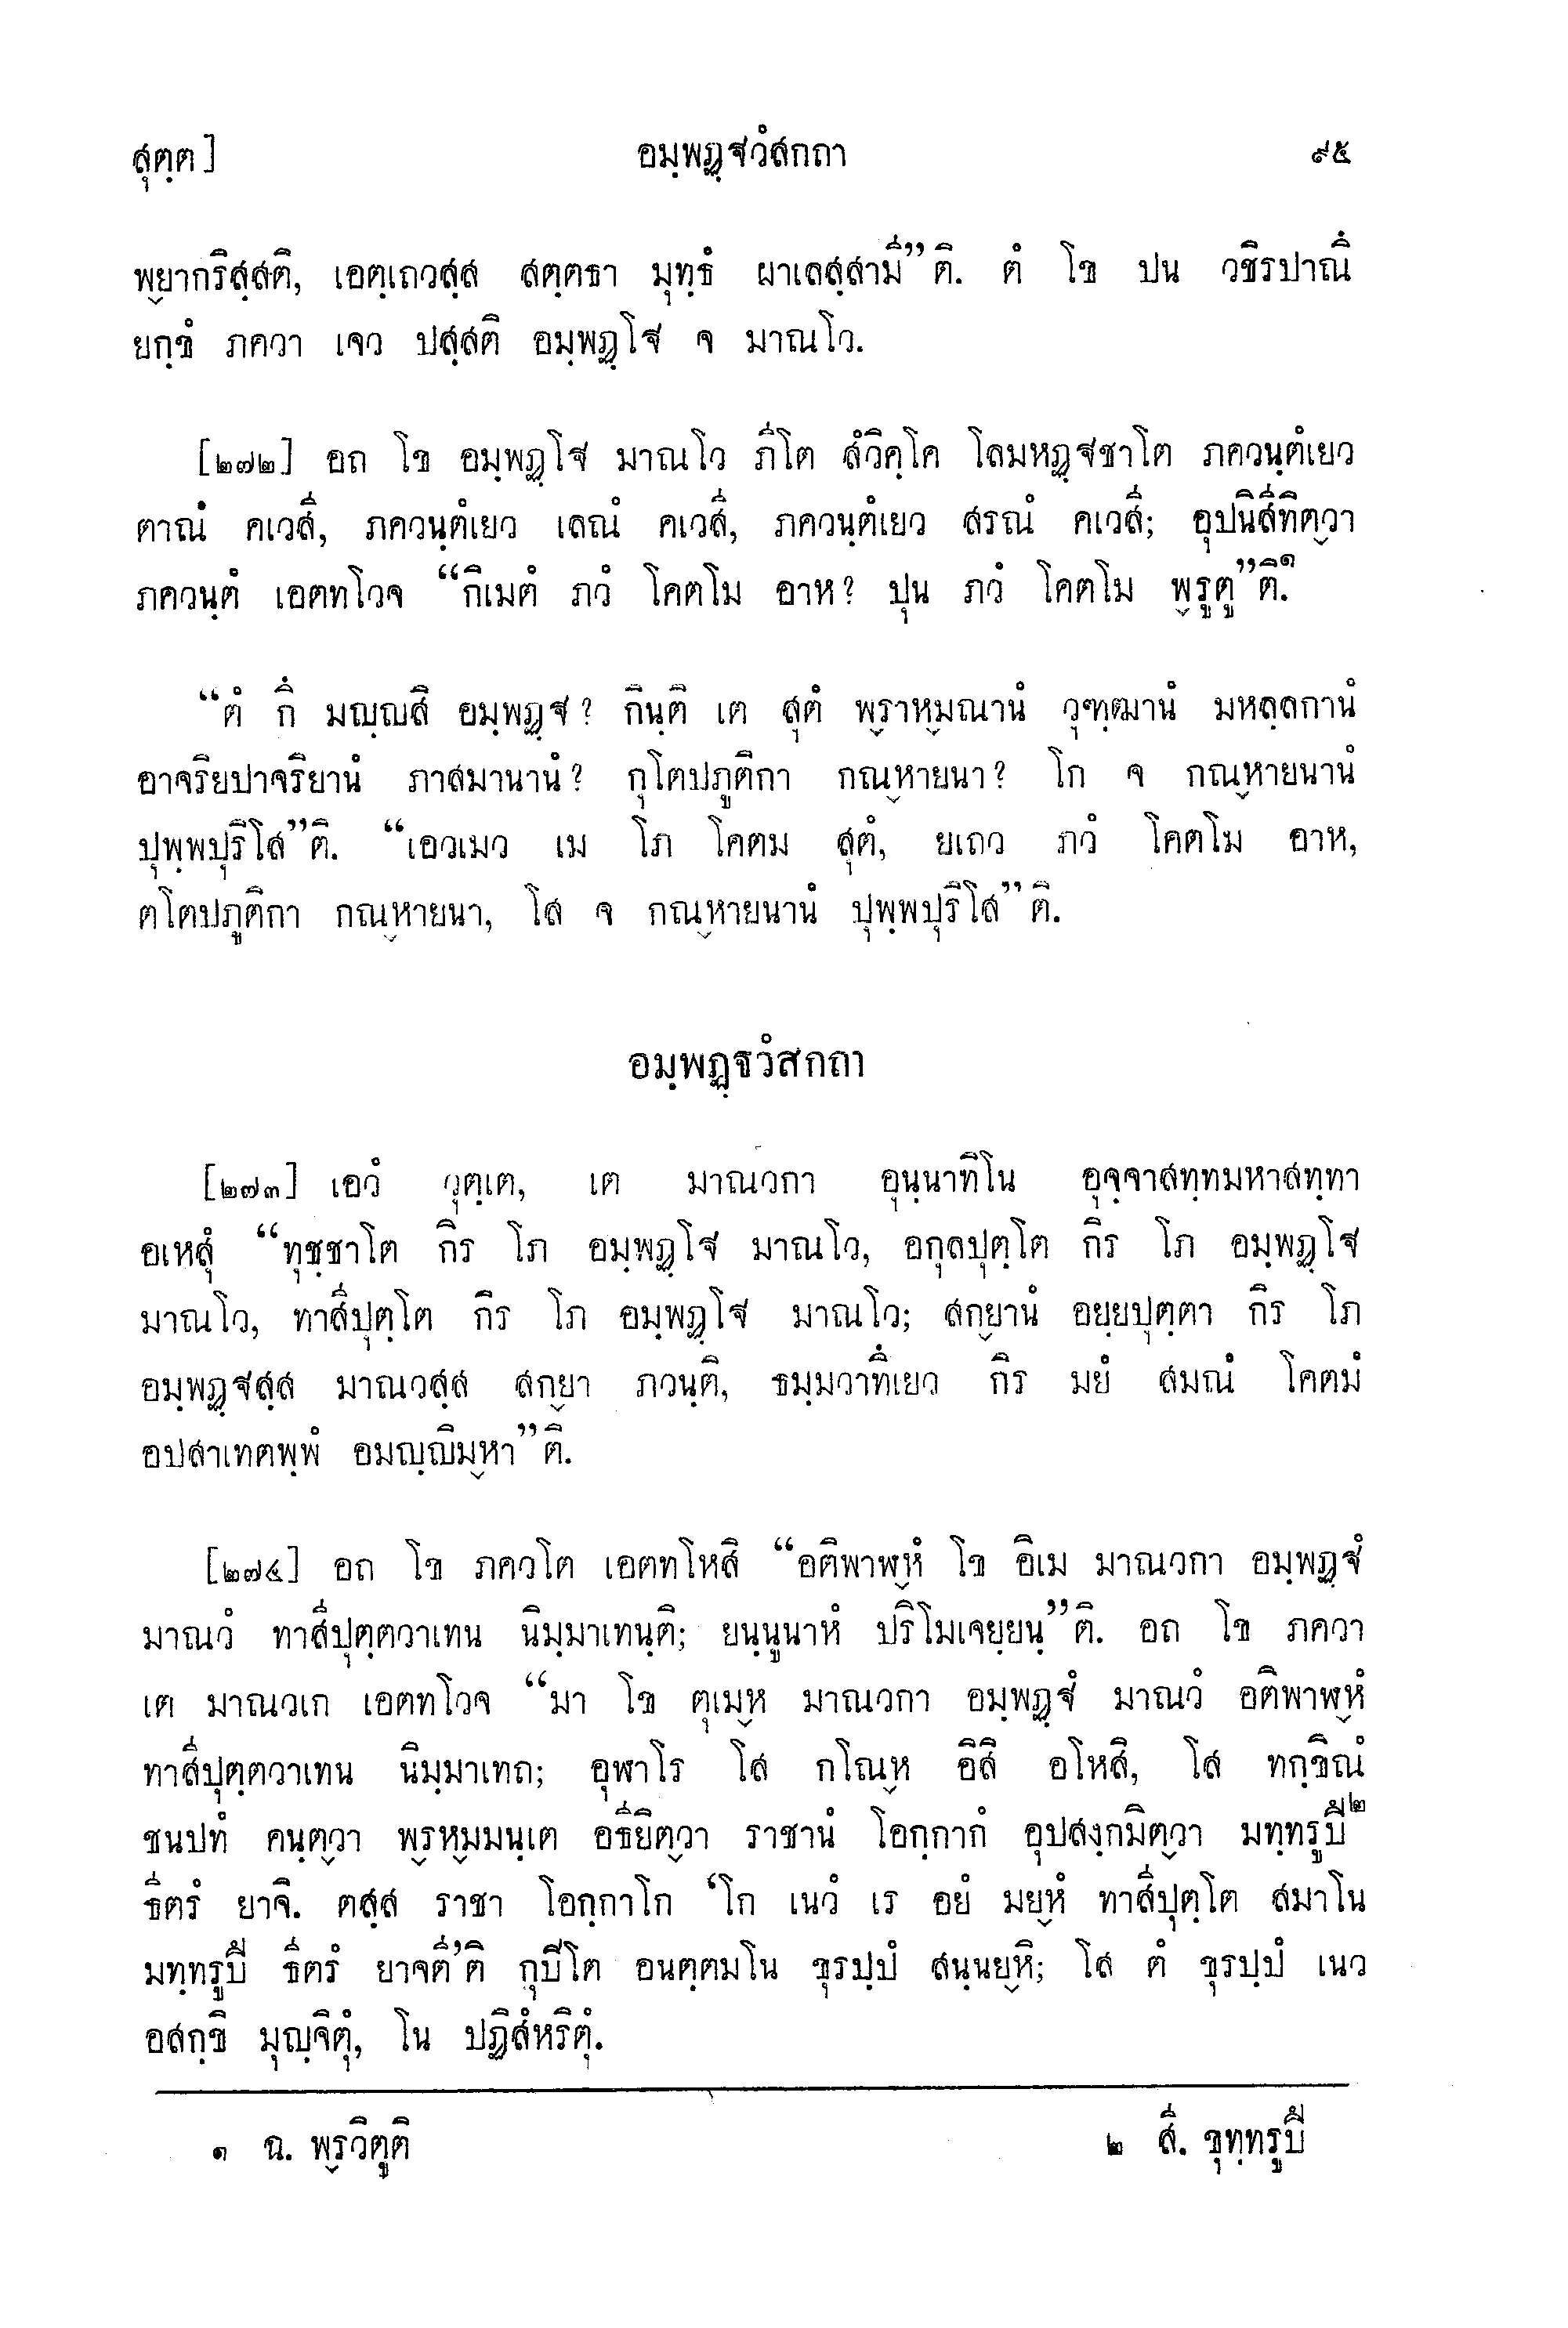 สุตฺต] อมฺพฏฺฐวํสกถา ๙๕
พฺ๎ยากริสฺสติ, เอตฺเถวสฺส สตฺตธา มุทฺธํ ผาเลสฺสามี”ติ. ตํ โข ปน วชิรปาณึ
ยกฺขํ ภควา เจว ปสฺสติ อมฺพฏฺโฐ จ มาณโว.
[๒๗๒] อถ โข อมฺพฏฺโฐ มาณโว ภีโต สํวิคฺโค โลมหฏฺฐชาโต ภควนฺตํเยว
ตาณํ คเวสี, ภควนฺตํเยว เลณํ คเวสี, ภควนฺตํเยว สรณํ คเวสี; อุปนิสีทิตฺ๎วา
ภควนฺตํ เอตทโวจ “กิเมตํ ภวํ โคตโม อาห? ปุน ภวํ โคตโม พฺ๎รูตู”ติ.๑
“ตํ กึ มญฺญสิ อมฺพฏฺฐ? กินฺติ เต สุตํ พฺ๎ราหฺ๎มณานํ วุฑฺฒานํ มหลฺลกานํ
อาจริยปาจริยานํ ภาสมานานํ? กุโตปภูติกา กณฺ๎หายนา? โก จ กณฺ๎หายนานํ
ปุพฺพปุริโส”ติ. “เอวเมว เม โภ โคตม สุตํ, ยเถว ภวํ โคตโม อาห,
ตโตปภูติกา กณฺ๎หายนา, โส จ กณฺ๎หายนานํ ปุพฺพปุริโส”ติ.
อมฺพฏฺฐวํสกถา
[๒๗๓] เอวํ วุตฺเต, เต มาณวกา อุนฺนาทิโน อุจฺจาสทฺทมหาสทฺทา
อเหสุํ “ทุชฺชาโต กิร โภ อมฺพฏฺโฐ มาณโว, อกุลปุตฺโต กิร โภ อมฺพฏฺโฐ
มาณโว, ทาสีปุตฺโต กิร โภ อมฺพฏฺโฐ มาณโว; สกฺ๎ยานํ อยฺยปุตฺตา กิร โภ
อมฺพฏฺฐสฺส มาณวสฺส สกฺ๎ยา ภวนฺติ, ธมฺมวาทึเยว กิร มยํ สมณํ โคตมํ
อปสาเทตพฺพํ อมญฺญิมฺ๎หา”ติ.
[๒๗๔] อถ โข ภควโต เอตทโหสิ “อติพาฬฺ๎หํ โข อิเม มาณวกา อมฺพฏฺฐํ
มาณวํ ทาสีปุตฺตวาเทน นิมฺมาเทนฺติ; ยนฺนูนาหํ ปริโมเจยฺยนฺ”ติ. อถ โข ภควา
เต มาณวเก เอตทโวจ “มา โข ตุเมฺ๎ห มาณวกา อมฺพฏฺฐํ มาณวํ อติพาฬฺ๎หํ
ทาสีปุตฺตวาเทน นิมฺมาเทถ; อุฬาโร โส กโณฺ๎ห อิสิ อโหสิ, โส ทกฺขิณํ
ชนปทํ คนฺตฺ๎วา พฺ๎รหฺ๎มมนฺเต อธียิตฺ๎วา ราชานํ โอกฺกากํ อุปสงฺกมิตฺ๎วา มทฺทรูปึ๒
ธีตรํ ยาจิ. ตสฺส ราชา โอกฺกาโก ‘โก เนวํ เร อยํ มยฺ๎หํ ทาสีปุตฺโต สมาโน
มทฺทรูปึ ธีตรํ ยาจตี’ติ กุปิโต อนตฺตมโน ขุรปฺปํ สนฺนยฺ๎หิ; โส ตํ ขุรปฺปํ เนว
อสกฺขิ มุญฺจิตุํ, โน ปฏิสํหริตุํ.
๑ ฉ. พฺ๎รูวิตูติ
๒ สี. ขุทฺทรูปึ